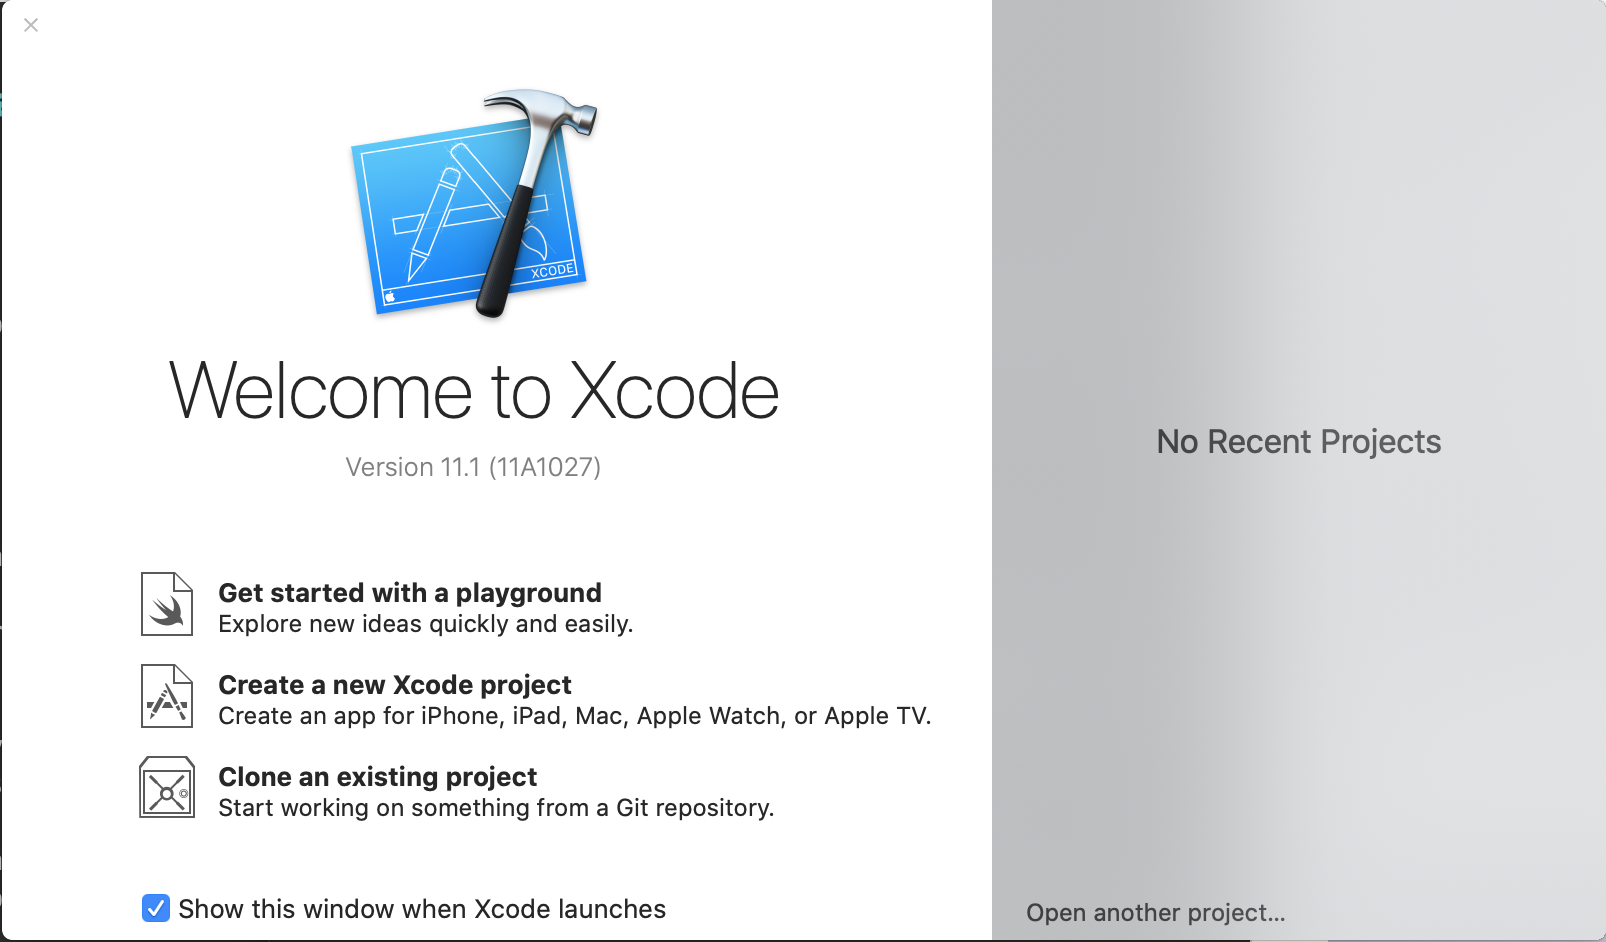 XCODE
Welcome to Xcode
Version 11.1 (11A1027)
Get started with a playground
Explore new ideas quickly and easily.
Create a new Xcode project
Create an app for iPhone, iPad, Mac, Apple Watch, or Apple TV.
Clone an existing project
Start working on something from a Git repository.
Show this window when Xcode launches
No Recent Projects
Open another project...